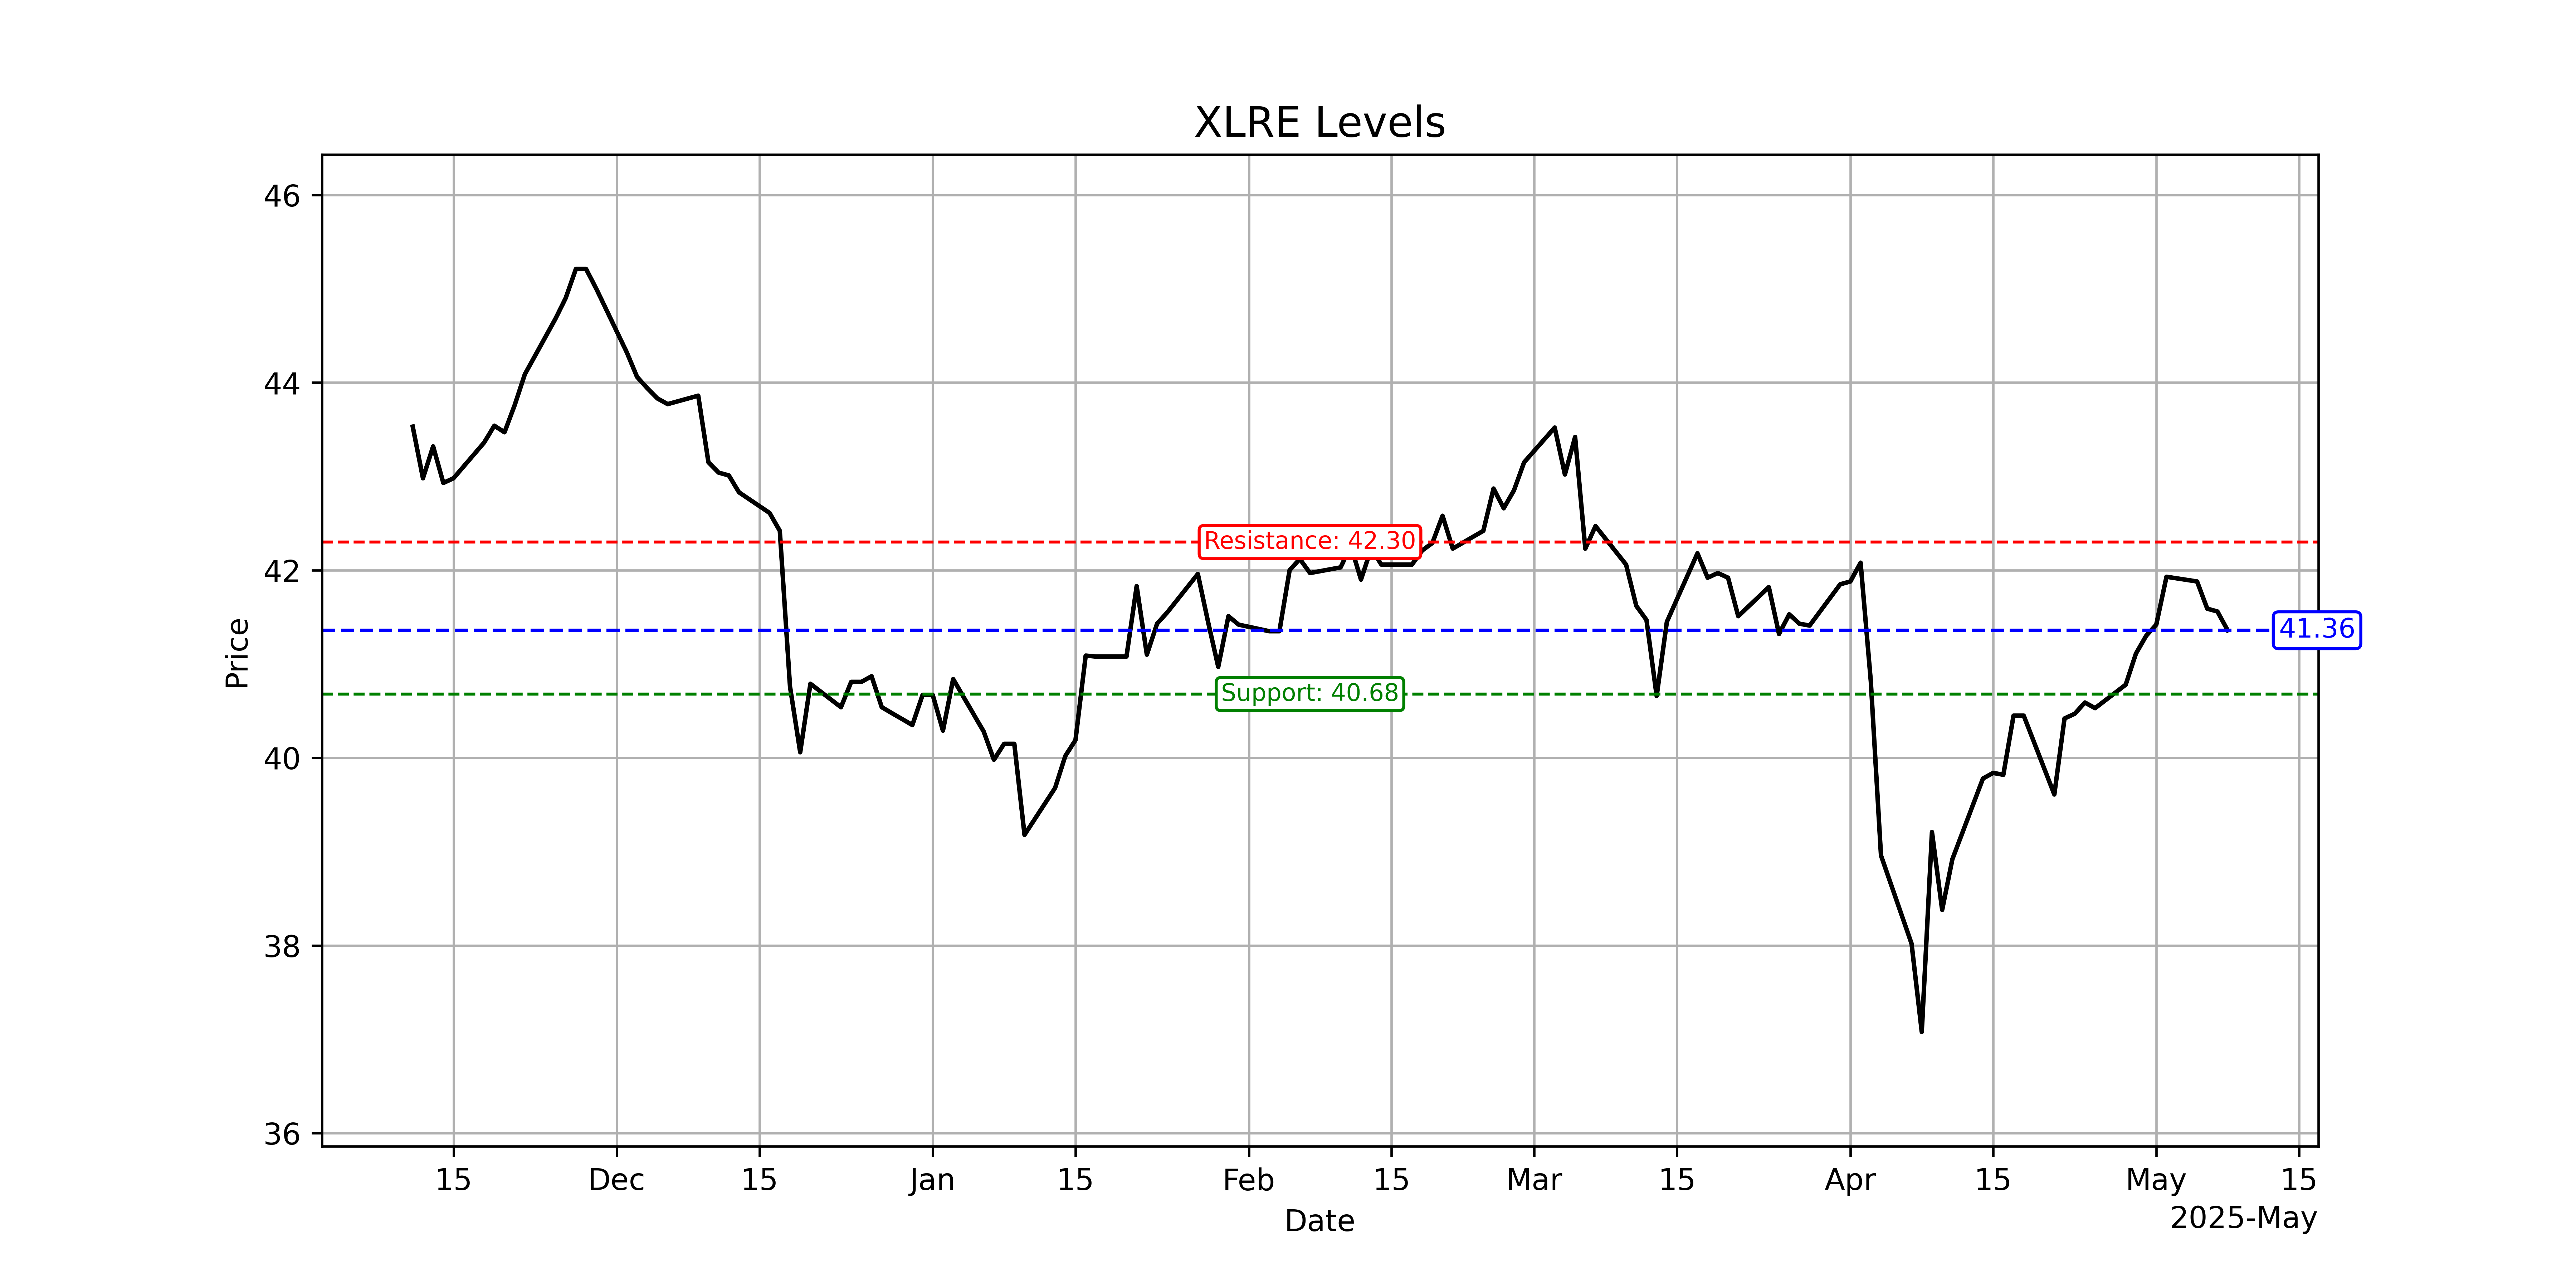 XLRE Levels
46
44
42
40
38
36
Price
Resistance: 42.30
41.36
Support: 40.68
15
Dec
15
Jan
15
Feb
15
Mar
15
Apr
15
May
15
2025-May
Date